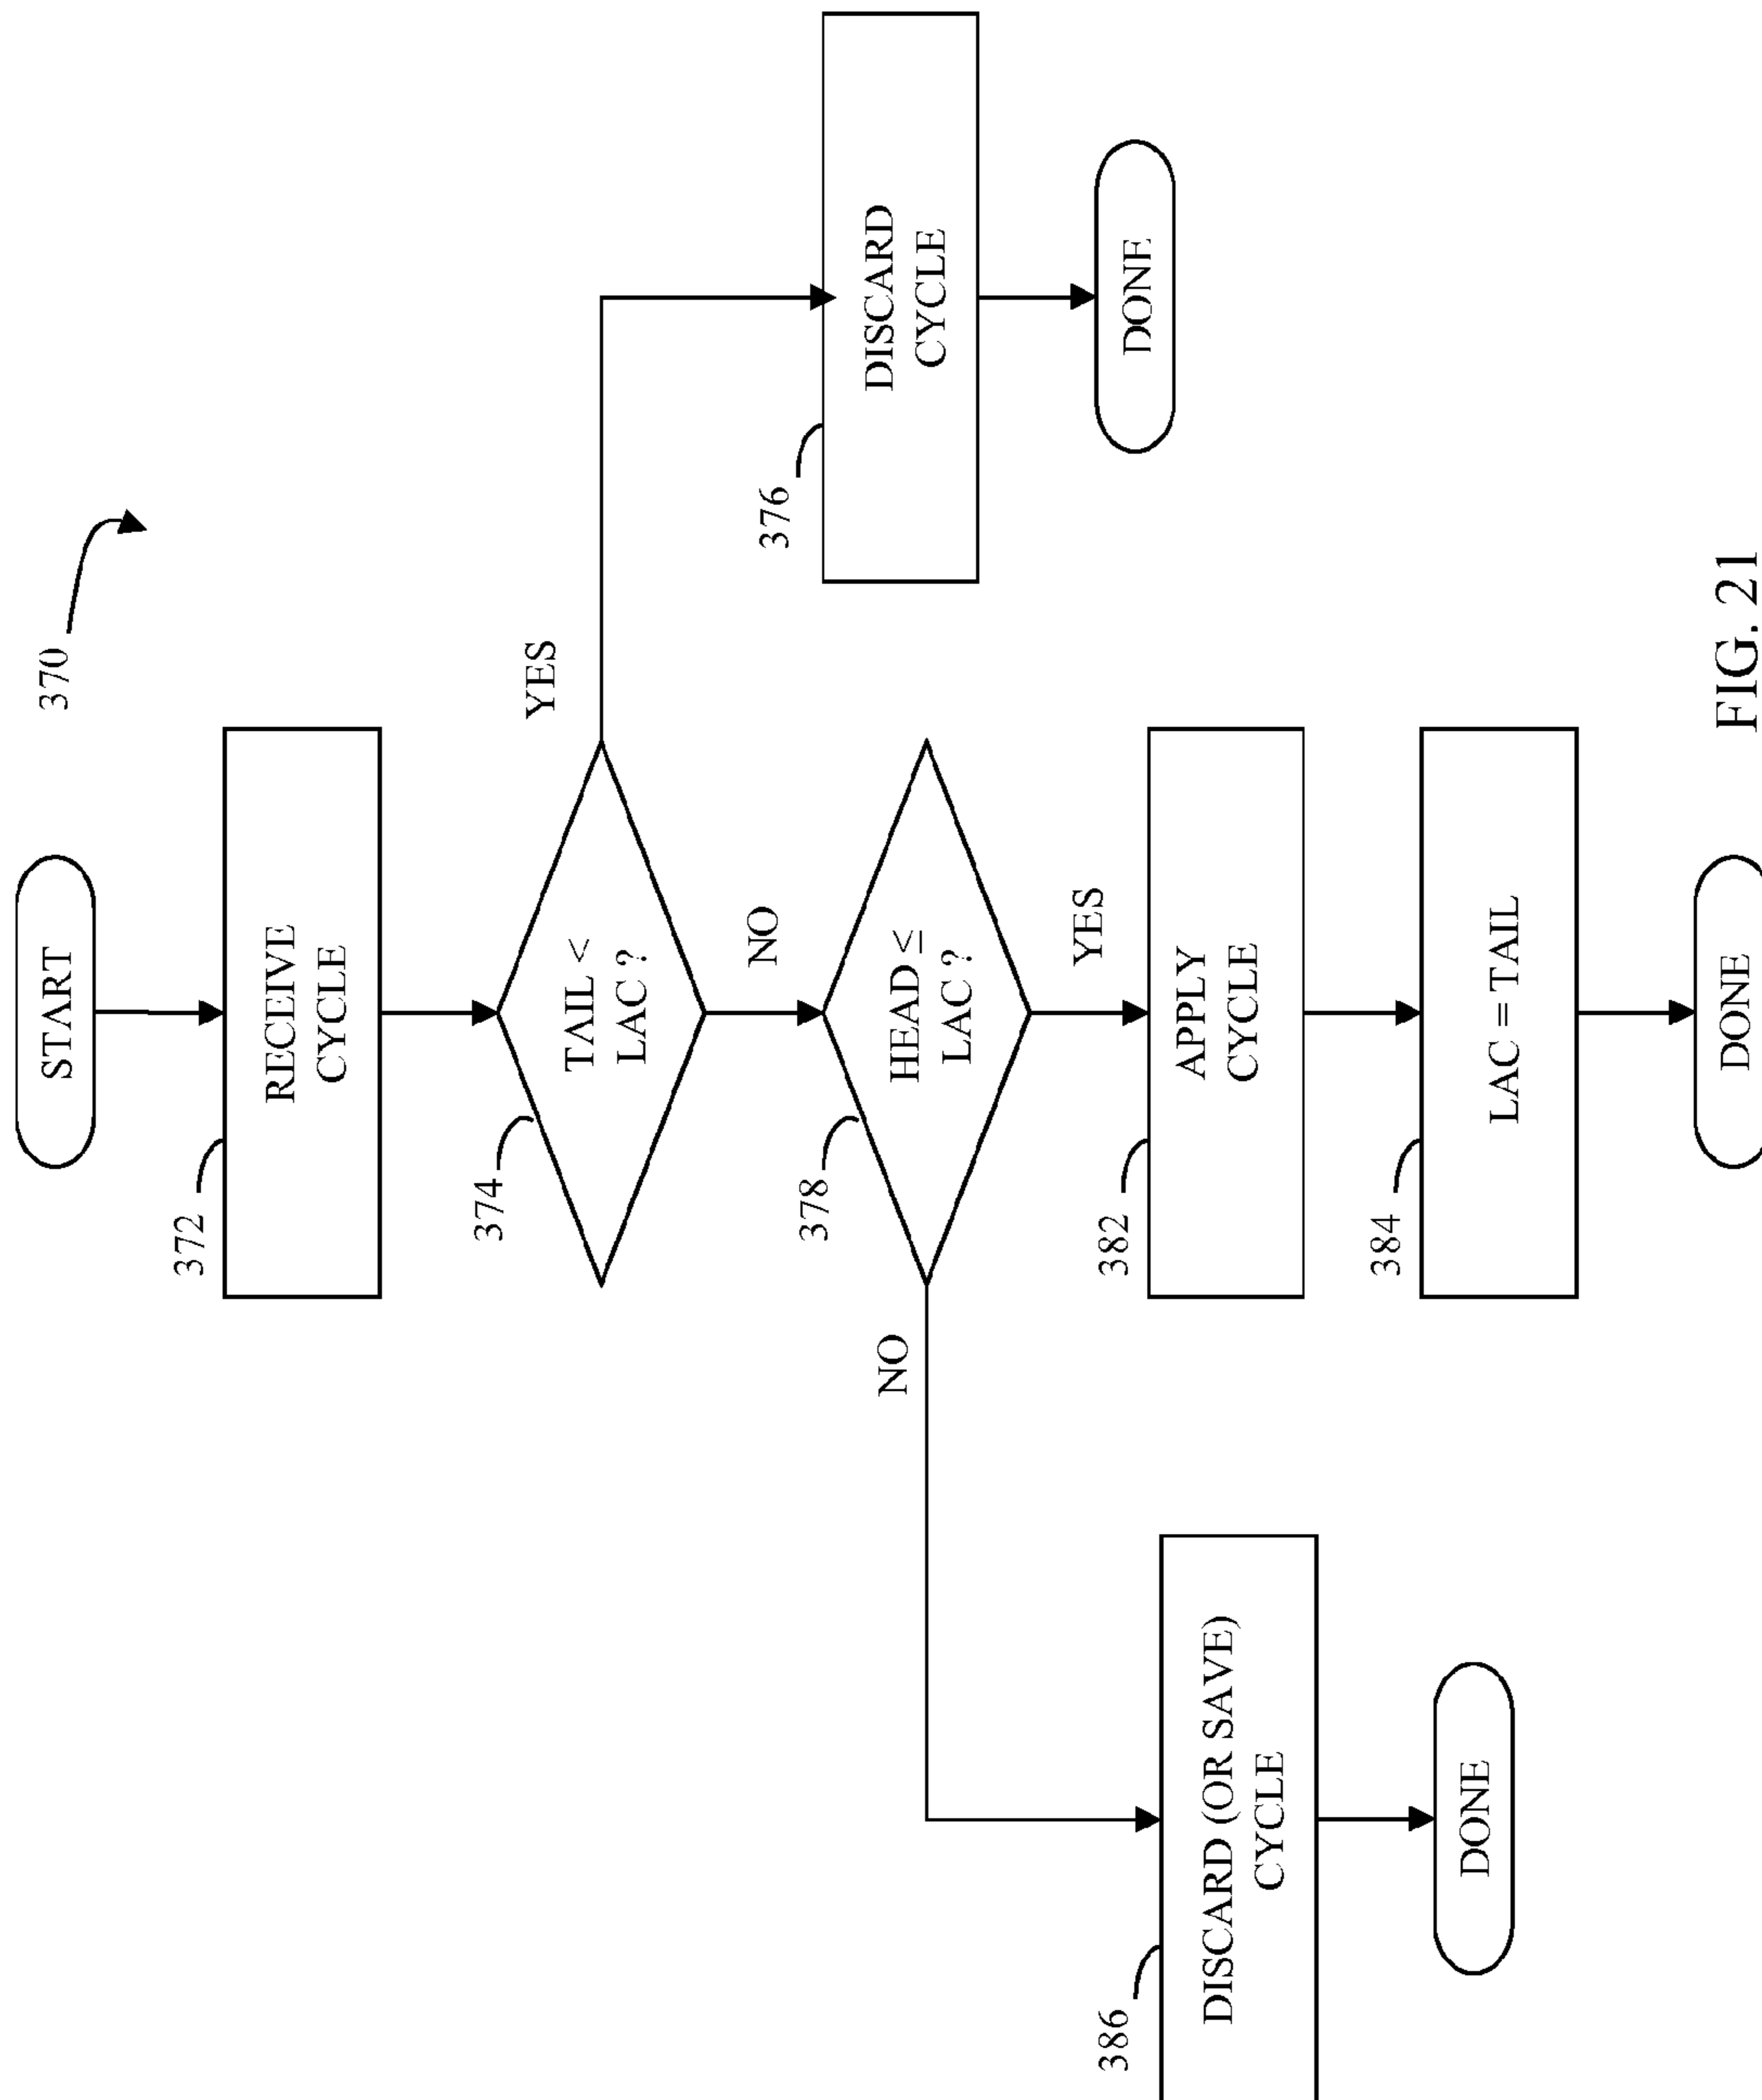 370
START
372
RECEIVE
CYCLE
374
TAIL <
LAC?
YES
NO
376
DISCARD
CYCLE
DONE
378
HEAD ≤
LAC?
NO
YES
382
APPLY
CYCLE
384
LAC = TAIL
DONE
386
DISCARD (OR SAVE)
CYCLE
DONE
FIG. 21